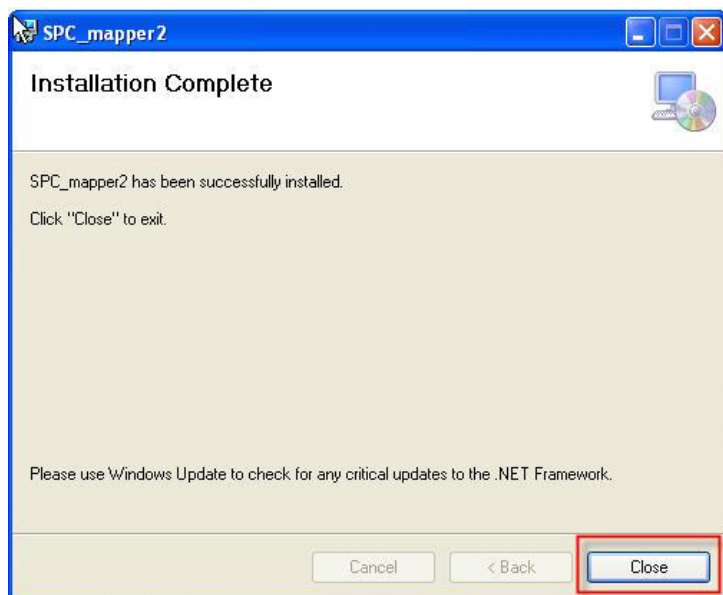 SPC_mapper2
Installation Complete
SPC_mapper2 has been successfully installed.
Click "Close" to exit.
Please use Windows Update to check for any critical updates to the .NET Framework.
Cancel
< Back
Close